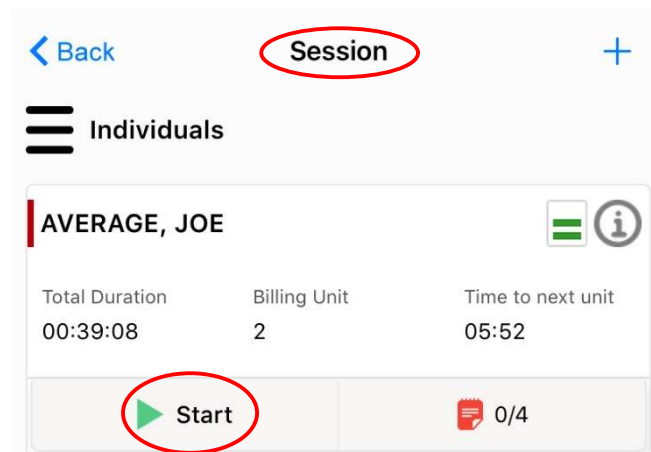 Back Session +
Individuals
AVERAGE, JOE
Total Duration Billing Unit Time to next unit
00:39:08 2 05:52
Start 0/4